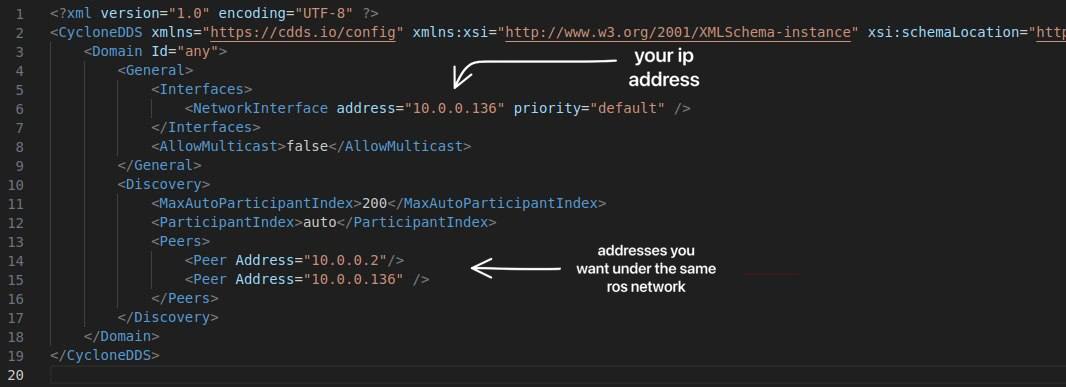 1 <?xml version="1.0" encoding="UTF-8" ?>
2 <CycloneDDS xmlns="https://cdds.io/config" xmlns:xsi="http://www.w3.org/2001/XMLSchema-instance" xsi:schemaLocation="http
3 <Domain Id="any">
your ip
address
4 <General>
5 <Interfaces>
6 <NetworkInterface address="10.0.0.136" priority="default" />
7 </Interfaces>
8 <AllowMulticast>false</AllowMulticast>
9 </General>
10 <Discovery>
11 <MaxAutoParticipantIndex>200</MaxAutoParticipantIndex>
12 <ParticipantIndex>auto</ParticipantIndex>
13 <Peers>
14 <Peer Address="10.0.0.2"/>
15 <Peer Address="10.0.0.136" />
addresses you
want under the same
ros network
16 </Peers>
17 </Discovery>
18 </Domain>
19 </CycloneDDS>
20